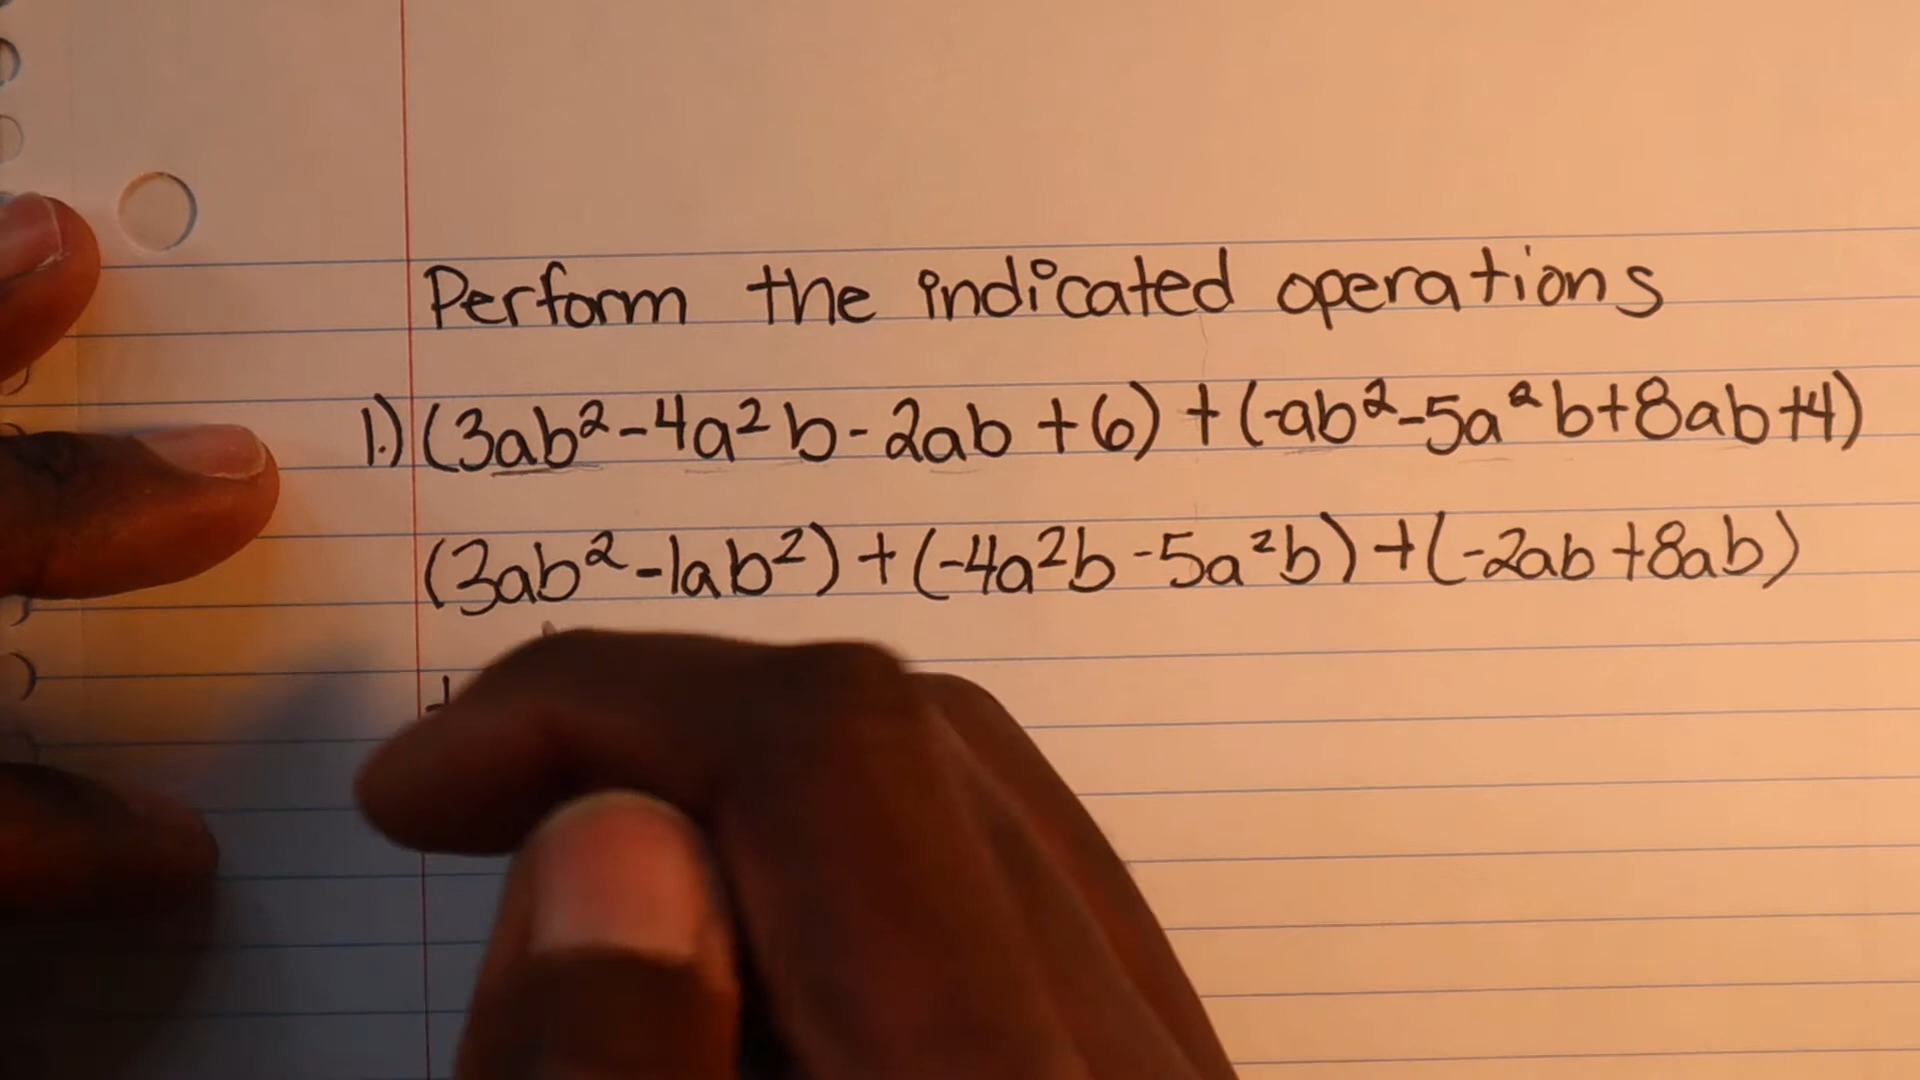 Perform the indicated operations
1.) (3ab² - 4a²b - 2ab + 6) + (-ab² - 5a²b + 8ab + 4)
(3ab² - 1ab²) + (-4a²b - 5a²b) + (-2ab + 8ab)
+